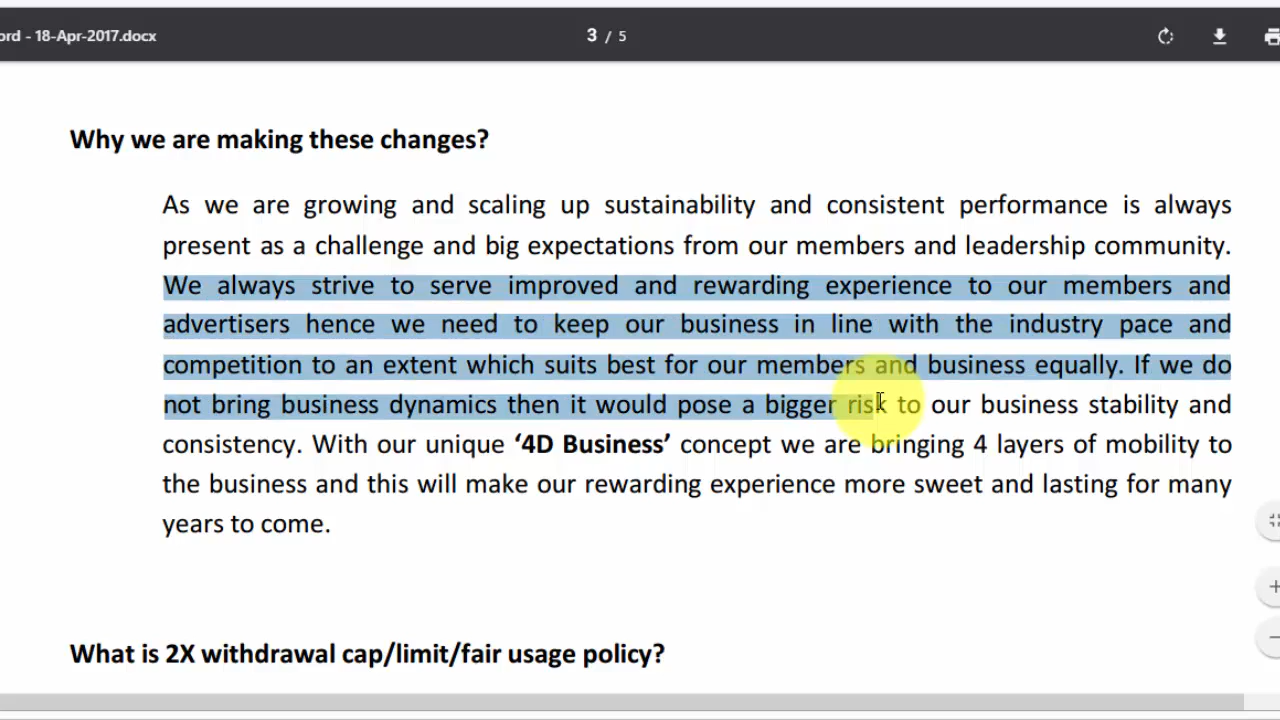 ord - 18-Apr-2017.docx
3 / 5
Why we are making these changes?
As we are growing and scaling up sustainability and consistent performance is always
present as a challenge and big expectations from our members and leadership community.
We always strive to serve improved and rewarding experience to our members and
advertisers hence we need to keep our business in line with the industry pace and
competition to an extent which suits best for our members and business equally. If we do
not bring business dynamics then it would pose a bigger risk to our business stability and
consistency. With our unique ‘4D Business’ concept we are bringing 4 layers of mobility to
the business and this will make our rewarding experience more sweet and lasting for many
years to come.
What is 2X withdrawal cap/limit/fair usage policy?